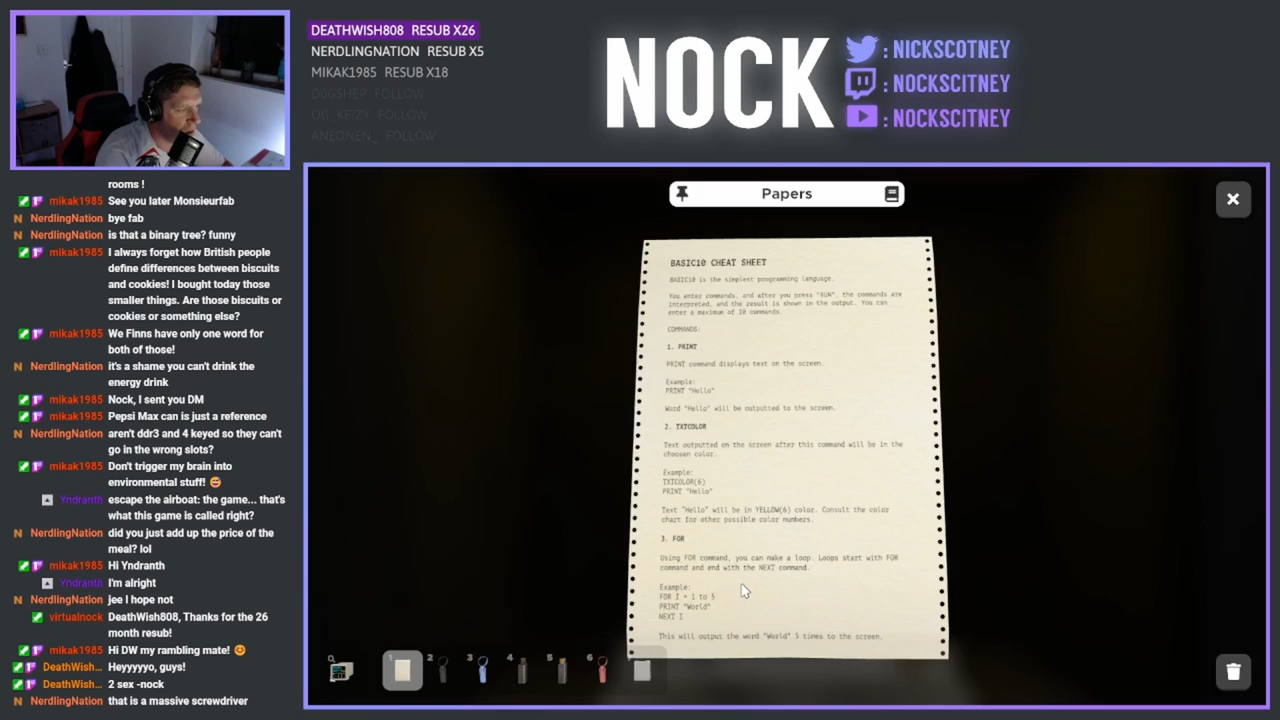 DEATHWISH808 RESUB X26
NERDLINGNATION RESUB X5
MIKAK1985 RESUB X18
D0GSHEP FOLLOW
OG_KEIZY FOLLOW
ANEONEN_ FOLLOW
NOCK
: NICKSCOTNEY
: NOCKSCITNEY
: NOCKSCITNEY
rooms !
mikak1985 See you later Monsieurfab
NerdlingNation bye fab
NerdlingNation is that a binary tree? funny
mikak1985 I always forget how British people
define differences between biscuits
and cookies! I bought today those
smaller things. Are those biscuits or
cookies or something else?
mikak1985 We Finns have only one word for
both of those!
NerdlingNation it's a shame you can't drink the
energy drink
mikak1985 Nock, I sent you DM
mikak1985 Pepsi Max can is just a reference
NerdlingNation aren't ddr3 and 4 keyed so they can't
go in the wrong slots?
mikak1985 Don't trigger my brain into
environmental stuff!
Yndranth escape the airboat: the game... that's
what this game is called right?
NerdlingNation did you just add up the price of the
meal? lol
mikak1985 Hi Yndranth
Yndranth I'm alright
NerdlingNation jee I hope not
virtualnock DeathWish808, Thanks for the 26
month resub!
mikak1985 Hi DW my rambling mate!
DeathWish... Heyyyyyo, guys!
DeathWish... 2 sex -nock
NerdlingNation that is a massive screwdriver
Papers
BASIC10 CHEAT SHEET
BASIC10 is the simplest programming language.
You enter commands, and after you press "RUN", the commands are
interpreted, and the result is shown in the output. You can
enter a maximum of 10 commands.
COMMANDS:
1. PRINT
PRINT command displays text on the screen.
Example:
PRINT "Hello"
Word "Hello" will be outputted to the screen.
2. TXTCOLOR
Text outputted on the screen after this command will be in the
choosen color.
Example:
TXTCOLOR(6)
PRINT "Hello"
Text "Hello" will be in YELLOW(6) color. Consult the color
chart for other possible color numbers.
3. FOR
Using FOR command, you can make a loop. Loops start with FOR
command and end with the NEXT command.
Example:
FOR I = 1 to 5
PRINT "World"
NEXT I
This will output the word "World" 5 times to the screen.
1 2 3 4 5 6